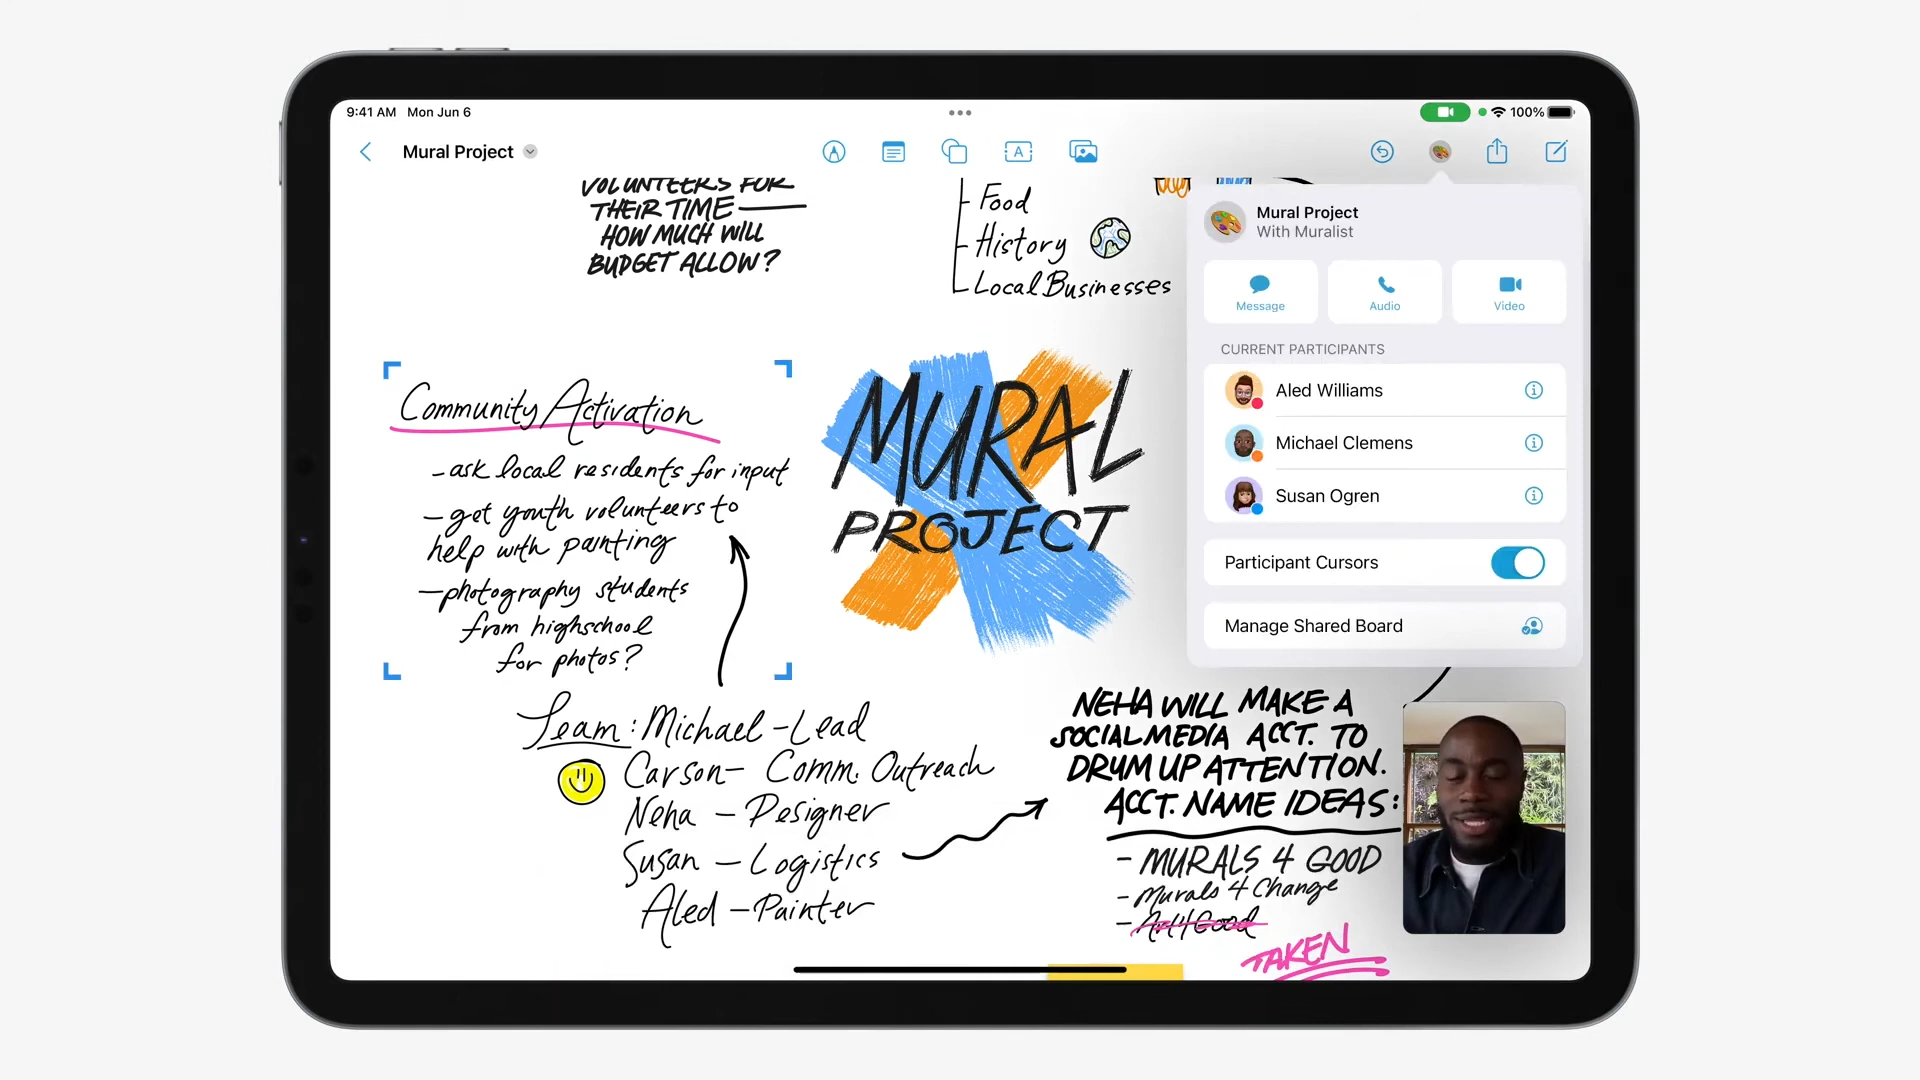 9:41 AM Mon Jun 6
100%
Mural Project
A
VOLUNTEERS FOR
THEIR TIME
HOW MUCH WILL
BUDGET ALLOW?
- Food
- History
- Local Businesses
Community Activation
- ask local residents for input
- get youth volunteers to
help with painting
- photography students
from highschool
for photos?
MURAL
PROJECT
Team: Michael - Lead
Carson - Comm. Outreach
Neha - Designer
Susan - Logistics
Aled - Painter
NEHA WILL MAKE A
SOCIAL MEDIA ACCT. TO
DRUM UP ATTENTION.
ACCT. NAME IDEAS:
- MURALS 4 GOOD
- Murals 4 Change
- Art4Good
TAKEN
Mural Project
With Muralist
Message Audio Video
CURRENT PARTICIPANTS
Aled Williams
Michael Clemens
Susan Ogren
Participant Cursors
Manage Shared Board